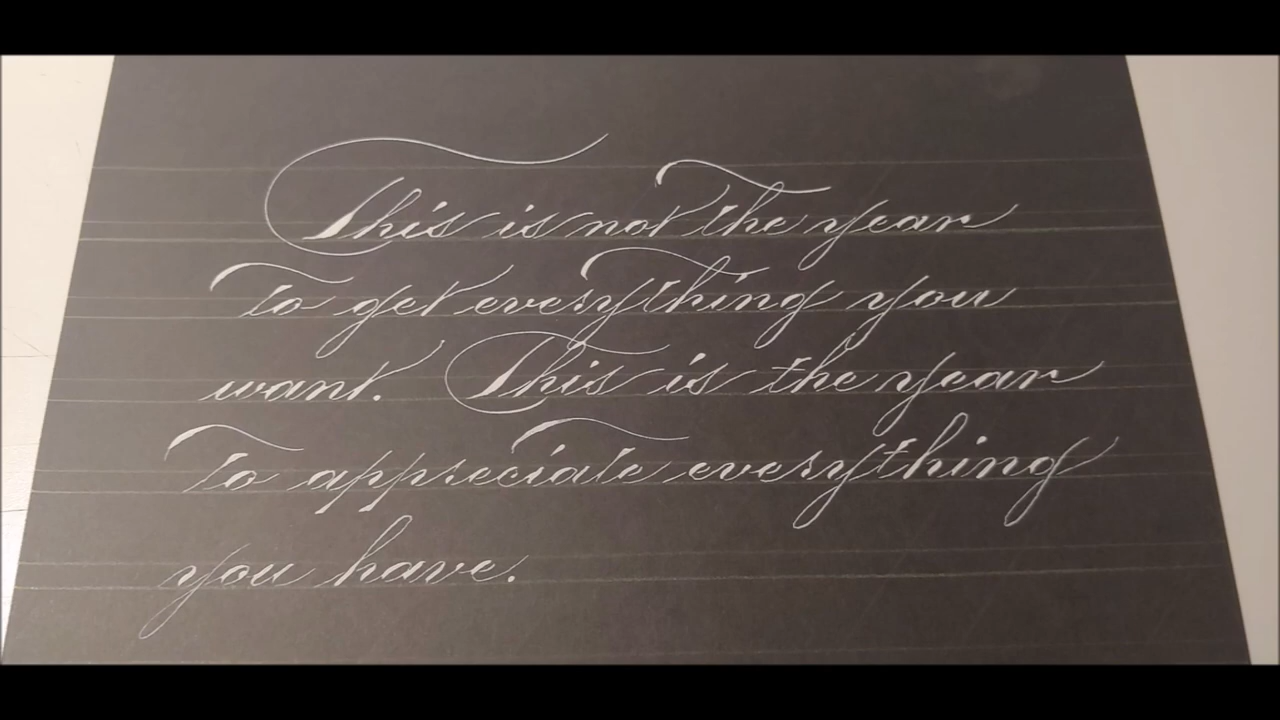 This is not the year
to get everything you
want. This is the year
to appreciate everything
you have.